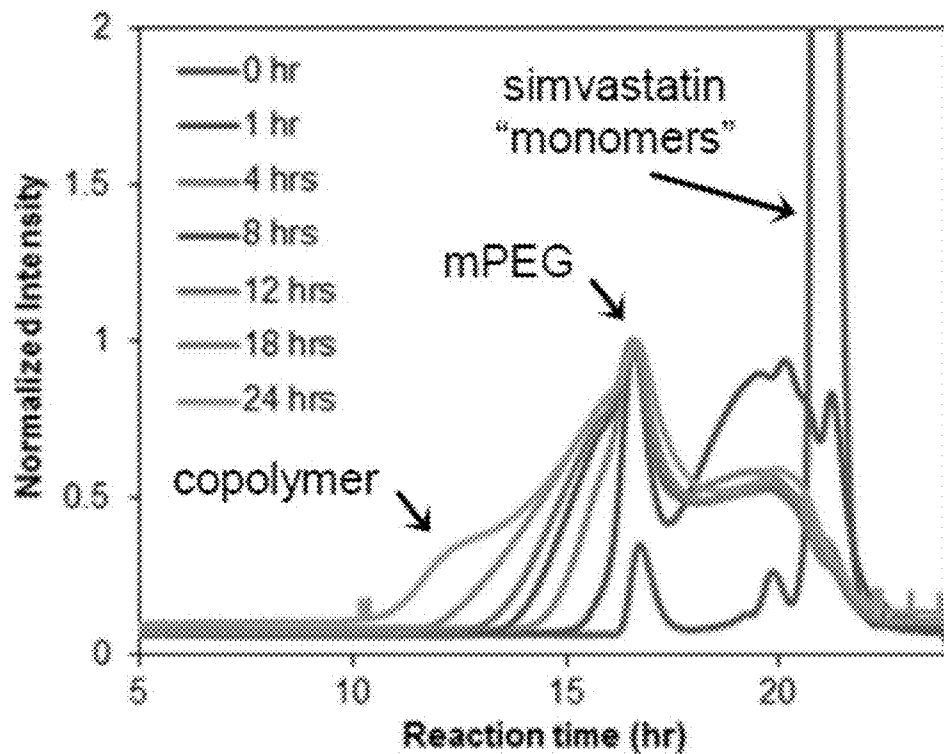 2
1.5
1
0.5
0
5
10
15
20
Normalized Intensity
Reaction time (hr)
0 hr
1 hr
4 hrs
8 hrs
12 hrs
18 hrs
24 hrs
simvastatin
“monomers”
mPEG
copolymer